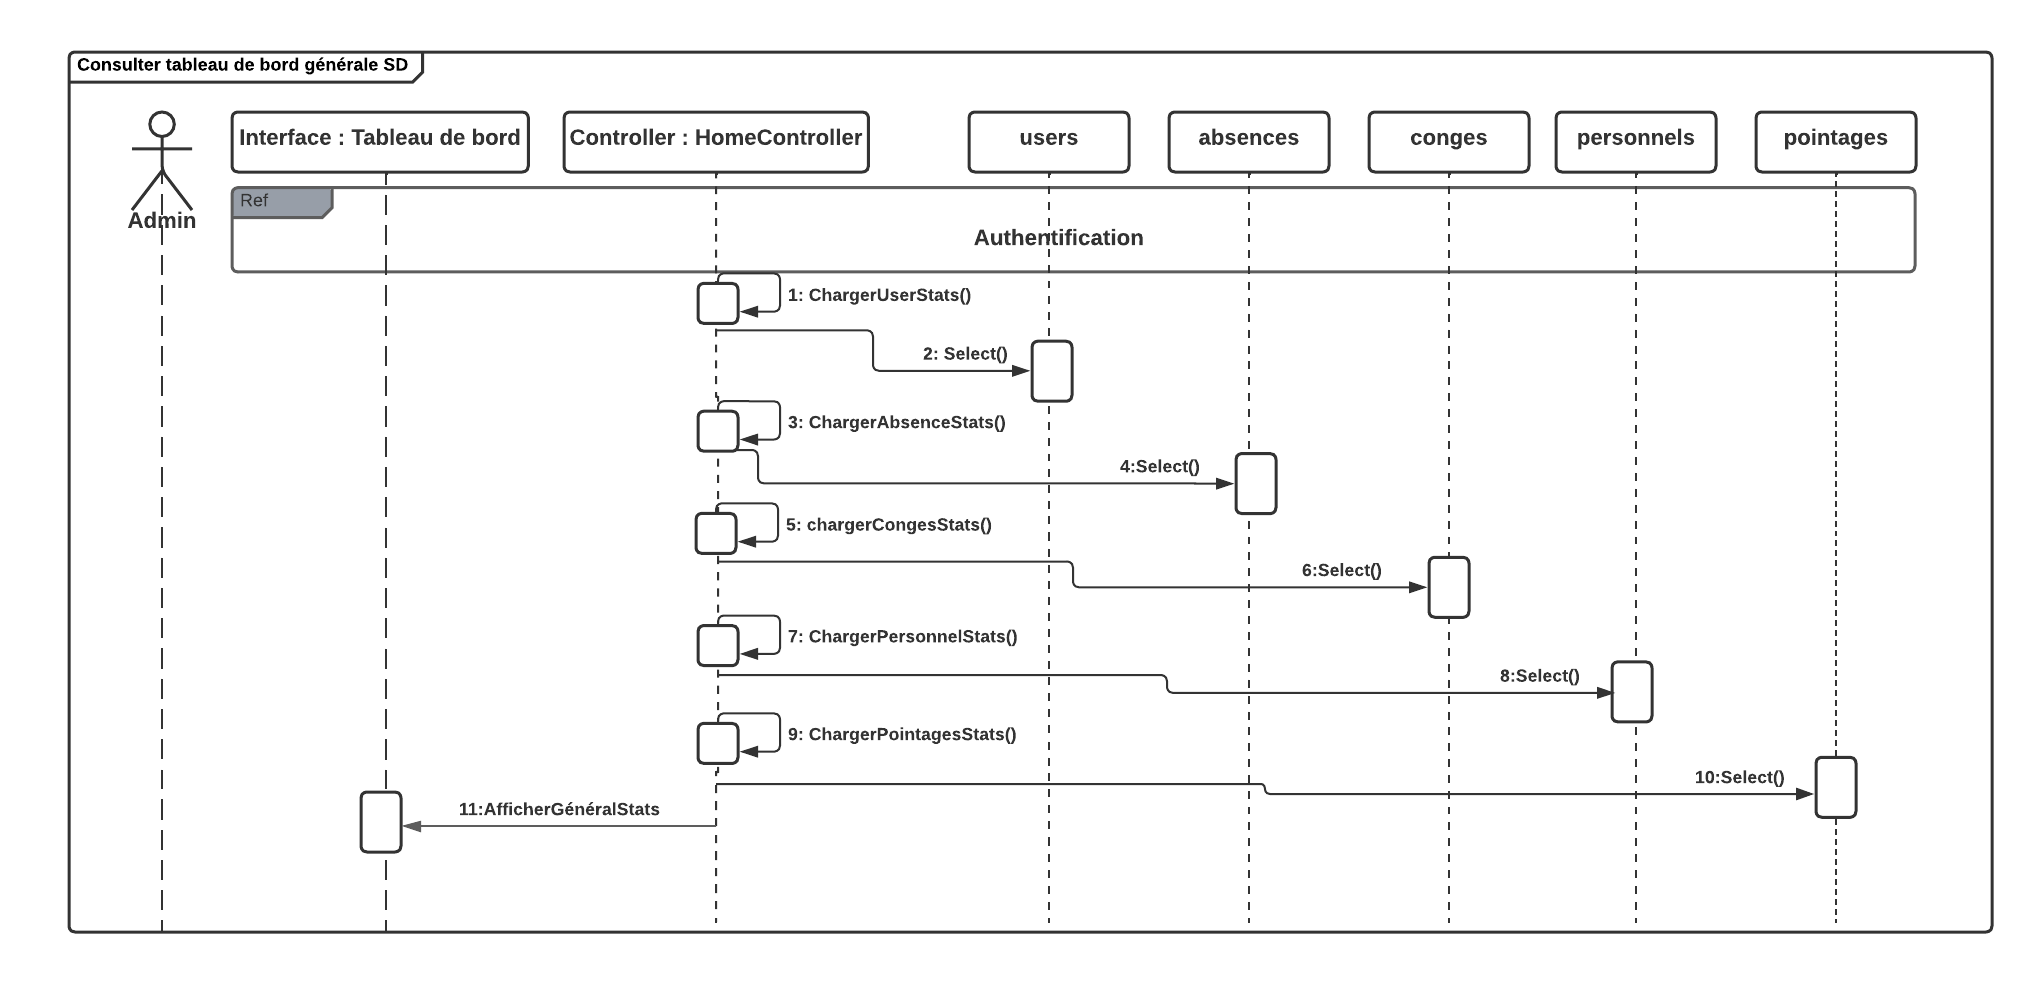 Consulter tableau de bord générale SD
Admin
Interface : Tableau de bord
Controller : HomeController
users
absences
conges
personnels
pointages
Ref
Authentification
1: ChargerUserStats()
2: Select()
3: ChargerAbsenceStats()
4:Select()
5: chargerCongesStats()
6:Select()
7: ChargerPersonnelStats()
8:Select()
9: ChargerPointagesStats()
10:Select()
11:AfficherGénéralStats